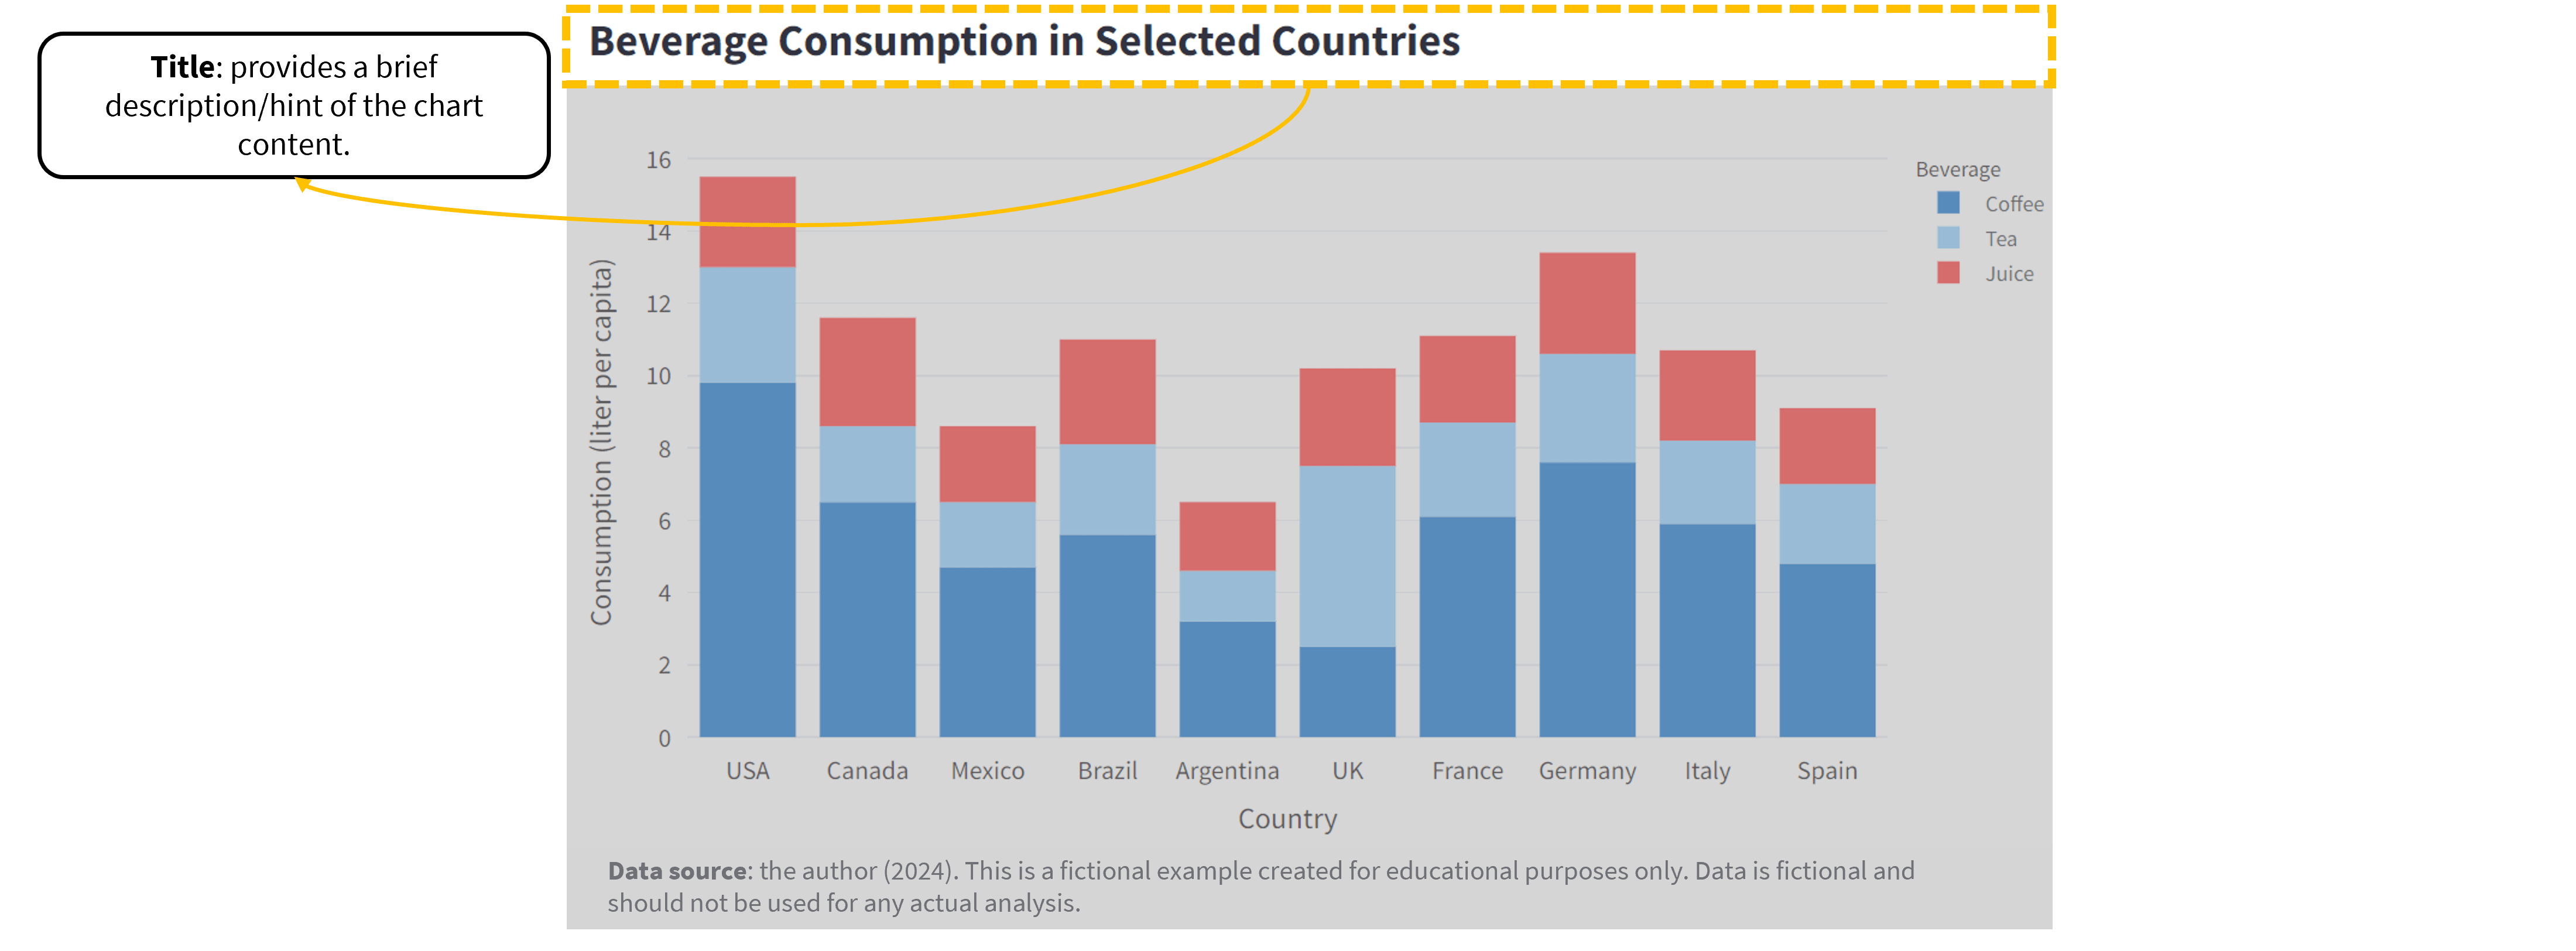 Beverage Consumption in Selected Countries
Title: provides a brief
description/hint of the chart
content.
16
14
12
10
8
6
4
2
0
Consumption (liter per capita)
Beverage
Coffee
Tea
Juice
USA Canada Mexico Brazil Argentina UK France Germany Italy Spain
Country
Data source: the author (2024). This is a fictional example created for educational purposes only. Data is fictional and
should not be used for any actual analysis.